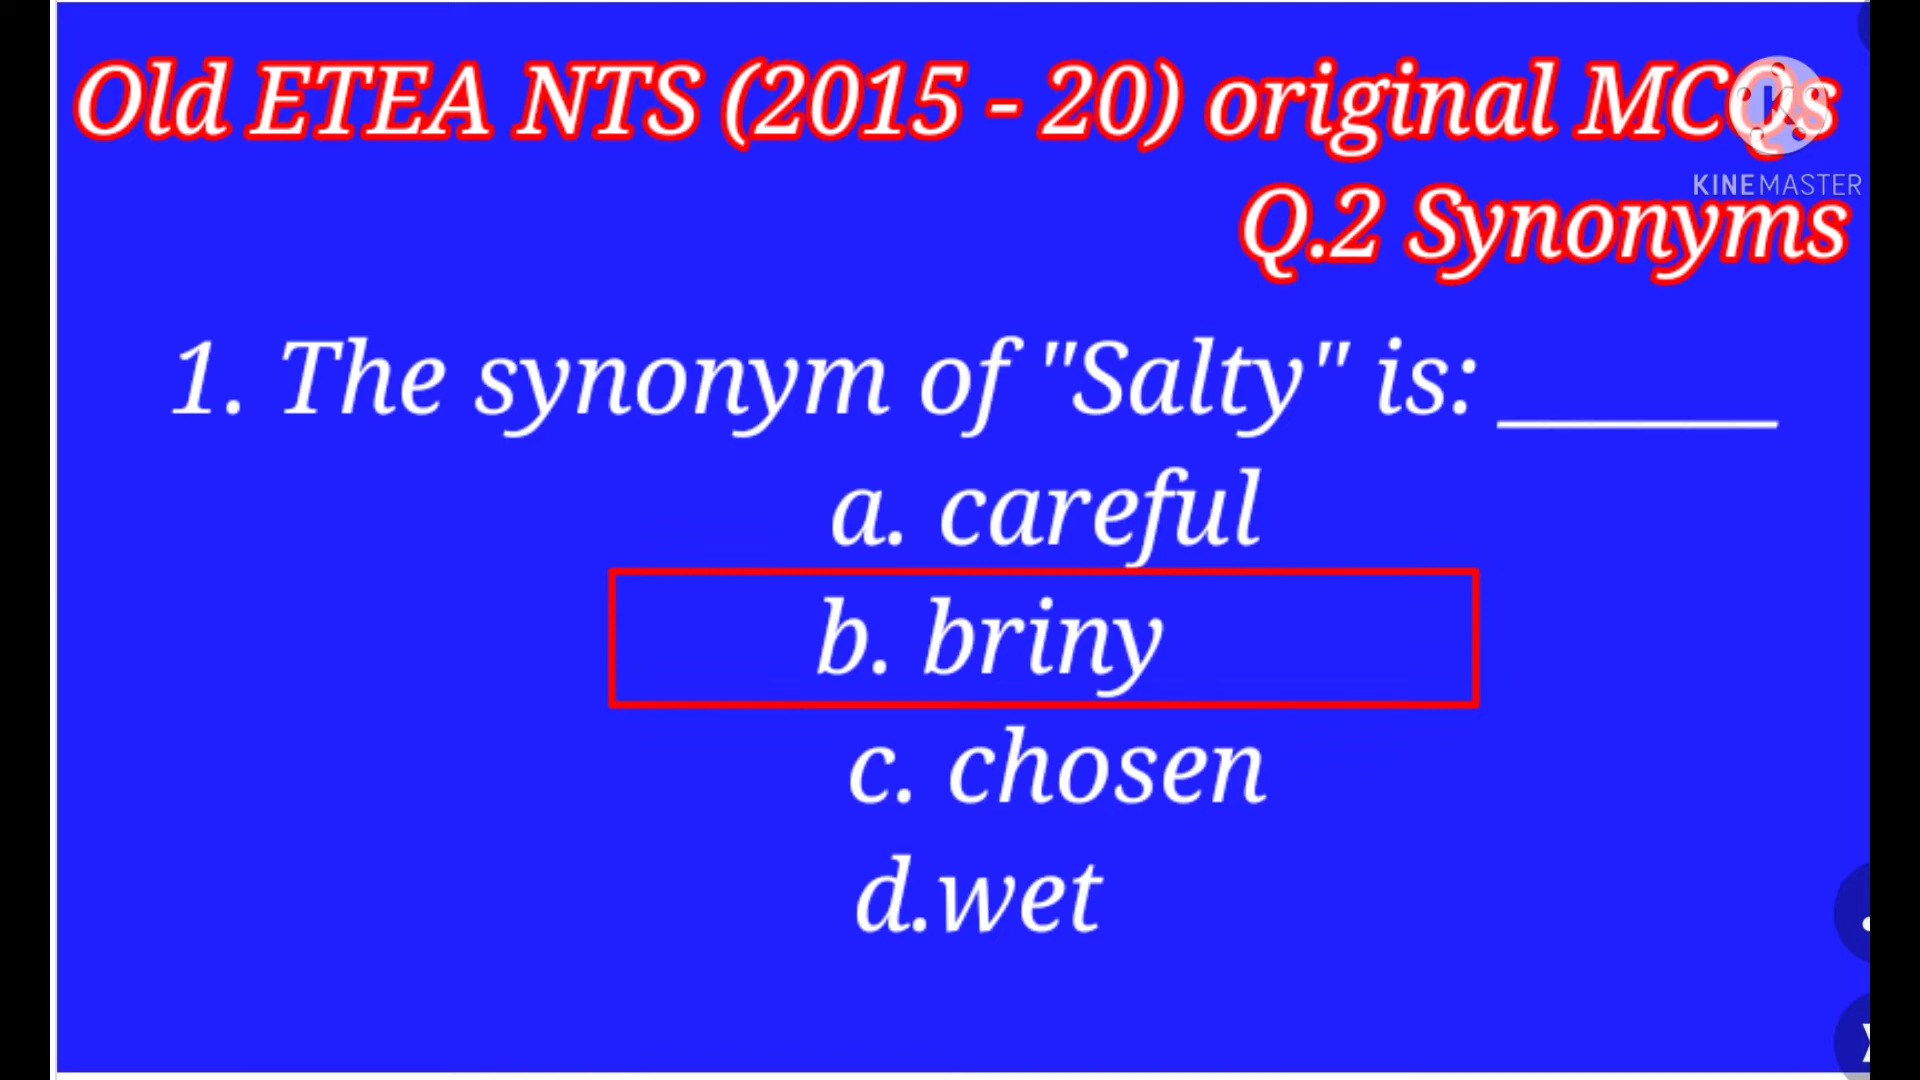 Old ETEA NTS (2015 - 20) original MCQs
KINEMASTER
Q.2 Synonyms
1. The synonym of "Salty" is: ______
a. careful
b. briny
c. chosen
d.wet